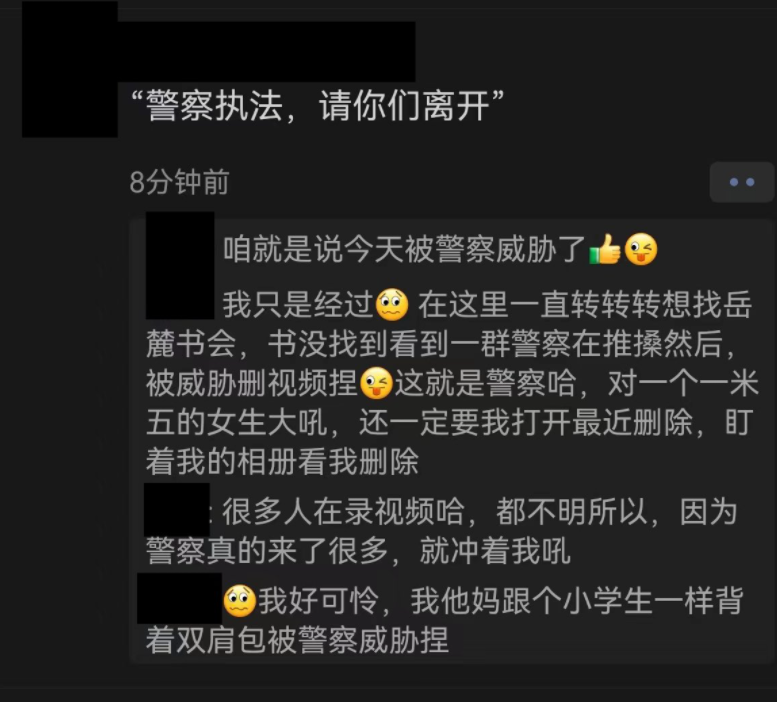 “警察执法，请你们离开”
8分钟前
咱就是说今天被警察威胁了👍😜
我只是经过🥴 在这里一直转转转想找岳
麓书会，书没找到看到一群警察在推搡然后，
被威胁删视频捏😜这就是警察哈，对一个一米
五的女生大吼，还一定要我打开最近删除，盯
着我的相册看我删除
: 很多人在录视频哈，都不明所以，因为
警察真的来了很多，就冲着我吼
🥴我好可怜，我他妈跟个小学生一样背
着双肩包被警察威胁捏